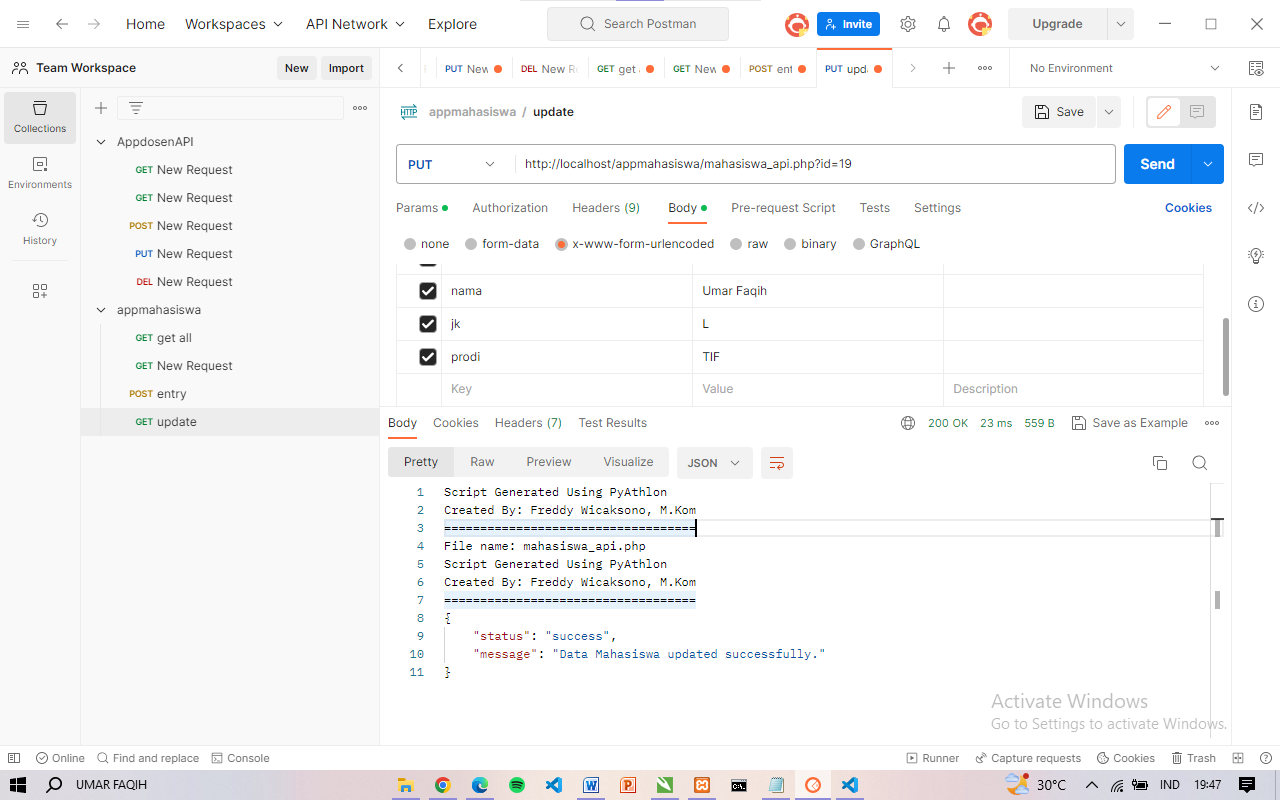 Home
Workspaces
API Network
Explore
Search Postman
Invite
Upgrade
Team Workspace
New
Import
PUT New
DEL New R
GET get
GET New
POST ent
PUT upd
No Environment
Collections
Environments
History
AppdosenAPI
GET New Request
GET New Request
POST New Request
PUT New Request
DEL New Request
appmahasiswa
GET get all
GET New Request
POST entry
GET update
HTTP appmahasiswa / update
Save
PUT http://localhost/appmahasiswa/mahasiswa_api.php?id=19
Send
Params Authorization Headers (9) Body Pre-request Script Tests Settings Cookies
none form-data x-www-form-urlencoded raw binary GraphQL
nama Umar Faqih
jk L
prodi TIF
Key Value Description
Body Cookies Headers (7) Test Results 200 OK 23 ms 559 B Save as Example
Pretty Raw Preview Visualize JSON
1 Script Generated Using PyAthlon
2 Created By: Freddy Wicaksono, M.Kom
3 ===================================
4 File name: mahasiswa_api.php
5 Script Generated Using PyAthlon
6 Created By: Freddy Wicaksono, M.Kom
7 ===================================
8 {
9 "status": "success",
10 "message": "Data Mahasiswa updated successfully."
11 }
Activate Windows
Go to Settings to activate Windows.
Online Find and replace Console Runner Capture requests Cookies Trash
UMAR FAQIH 30°C IND 19:47